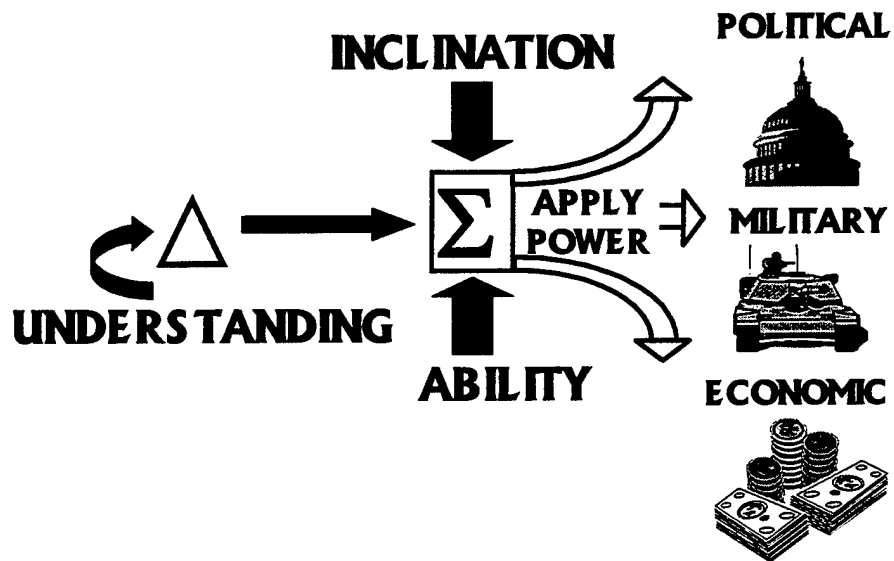 POLITICAL
INCLINATION
Σ
APPLY
POWER
MILITARY
Δ
UNDERSTANDING
ABILITY
ECONOMIC